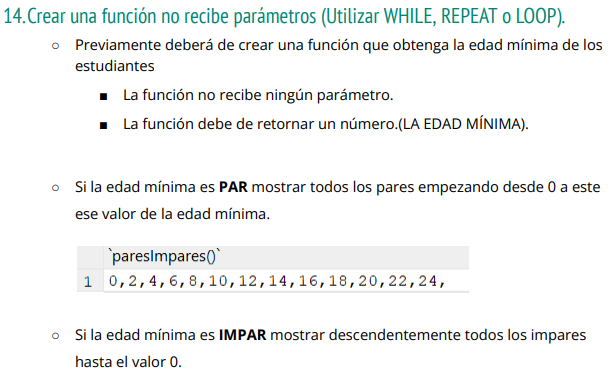 14.Crear una función no recibe parámetros (Utilizar WHILE, REPEAT o LOOP).
○ Previamente deberá de crear una función que obtenga la edad mínima de los
estudiantes
■ La función no recibe ningún parámetro.
■ La función debe de retornar un número.(LA EDAD MÍNIMA).
○ Si la edad mínima es PAR mostrar todos los pares empezando desde 0 a este
ese valor de la edad mínima.
`paresImpares()`
1 0,2,4,6,8,10,12,14,16,18,20,22,24,
○ Si la edad mínima es IMPAR mostrar descendentemente todos los impares
hasta el valor 0.